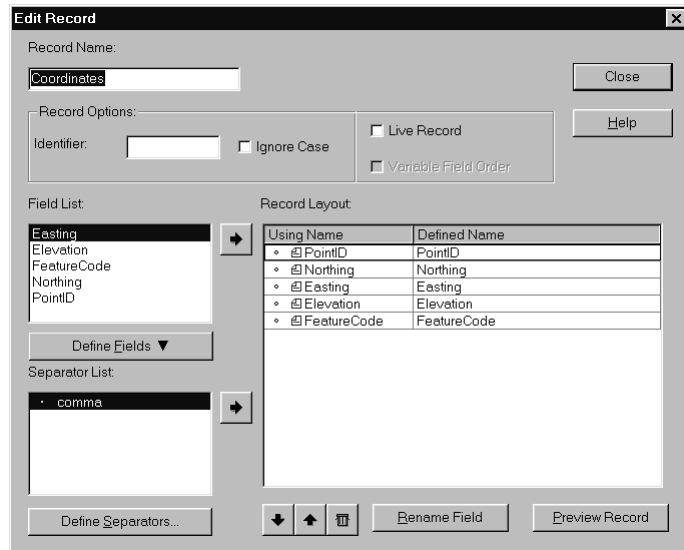 Edit Record
Record Name:
Coordinates
Close
Record Options:
Identifier:
Ignore Case
Live Record
Variable Field Order
Help
Field List:
Easting
Elevation
FeatureCode
Northing
PointID
Define Fields ▼
Separator List:
· comma
Define Separators...
Record Layout:
Using Name Defined Name
PointID PointID
Northing Northing
Easting Easting
Elevation Elevation
FeatureCode FeatureCode
Rename Field
Preview Record